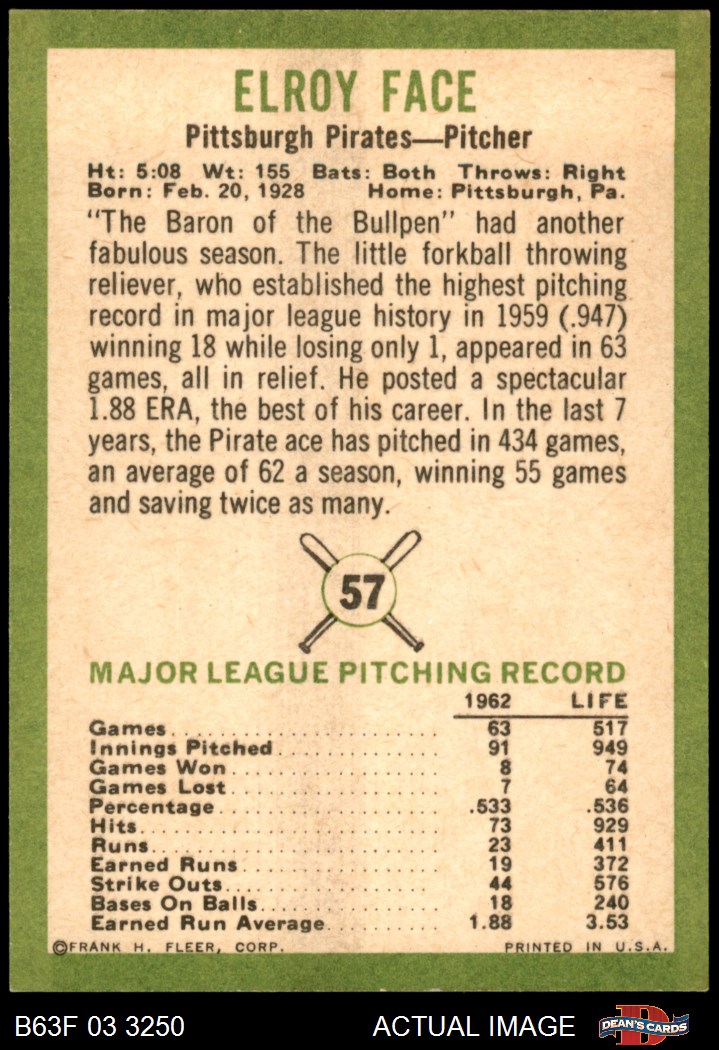 ELROY FACE
Pittsburgh Pirates—Pitcher
Ht: 5:08 Wt: 155 Bats: Both Throws: Right
Born: Feb. 20, 1928 Home: Pittsburgh, Pa.
"The Baron of the Bullpen" had another
fabulous season. The little forkball throwing
reliever, who established the highest pitching
record in major league history in 1959 (.947)
winning 18 while losing only 1, appeared in 63
games, all in relief. He posted a spectacular
1.88 ERA, the best of his career. In the last 7
years, the Pirate ace has pitched in 434 games,
an average of 62 a season, winning 55 games
and saving twice as many.
57
MAJOR LEAGUE PITCHING RECORD
1962 LIFE
Games 63 517
Innings Pitched 91 949
Games Won 8 74
Games Lost 7 64
Percentage .533 .536
Hits 73 929
Runs 23 411
Earned Runs 19 372
Strike Outs 44 576
Bases On Balls 18 240
Earned Run Average 1.88 3.53
©FRANK H. FLEER, CORP. PRINTED IN U.S.A.
B63F 03 3250 ACTUAL IMAGE D DEAN'S CARDS